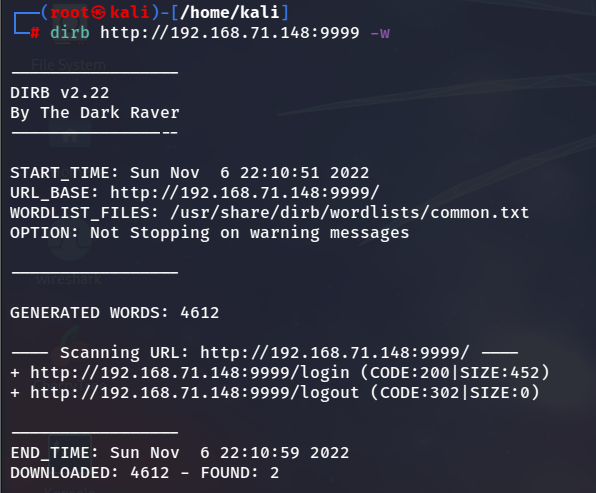 (root㉿kali)-[/home/kali]
# dirb http://192.168.71.148:9999 -w
-----------------
DIRB v2.22
By The Dark Raver
-----------------
START_TIME: Sun Nov  6 22:10:51 2022
URL_BASE: http://192.168.71.148:9999/
WORDLIST_FILES: /usr/share/dirb/wordlists/common.txt
OPTION: Not Stopping on warning messages
-----------------
GENERATED WORDS: 4612
---- Scanning URL: http://192.168.71.148:9999/ ----
+ http://192.168.71.148:9999/login (CODE:200|SIZE:452)
+ http://192.168.71.148:9999/logout (CODE:302|SIZE:0)
-----------------
END_TIME: Sun Nov  6 22:10:59 2022
DOWNLOADED: 4612 - FOUND: 2
File System
wireshark